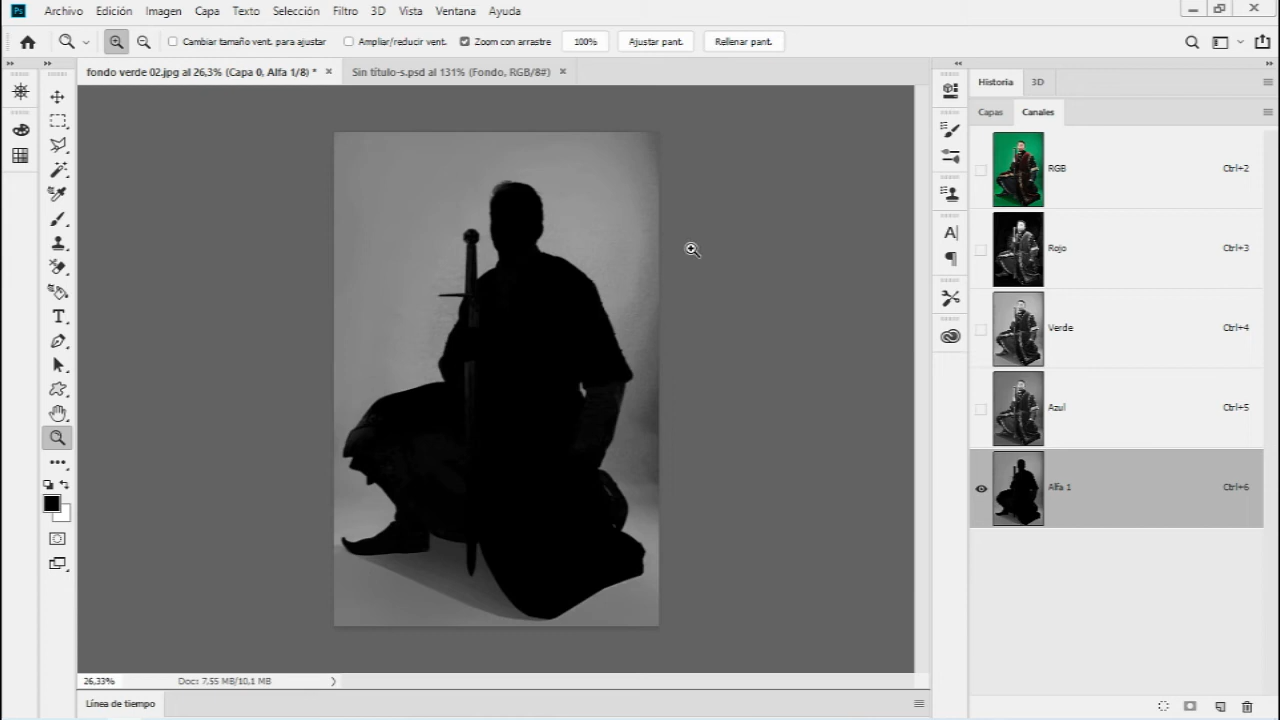 Ps Archivo Edición Imagen Capa Texto Selección Filtro 3D Vista Ventana Ayuda
Cambiar tamaño vent. para ajustar Ampliar/reducir vent. Zoom con arrastre 100% Ajustar pant. Rellenar pant.
fondo verde 02.jpg al 26,3% (Capa 0, Alfa 1/8) * × Sin título-s.psd al 131% (Fondo, RGB/8#) ×
Historia 3D
Capas Canales
RGB Ctrl+2
Rojo Ctrl+3
Verde Ctrl+4
Azul Ctrl+5
Alfa 1 Ctrl+6
26,33% Doc: 7,55 MB/10,1 MB
Línea de tiempo